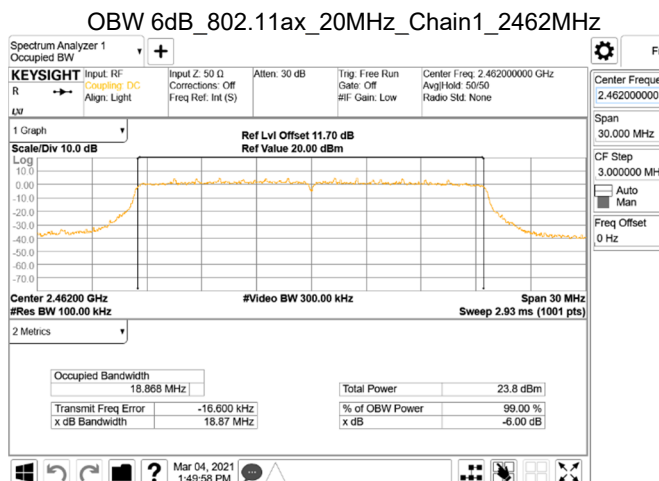 OBW 6dB_802.11ax_20MHz_Chain1_2462MHz
Spectrum Analyzer 1
Occupied BW
KEYSIGHT Input: RF Input Z: 50 Ω Atten: 30 dB Trig: Free Run Center Freq: 2.462000000 GHz
R Coupling: DC Corrections: Off Gate: Off Avg|Hold: 50/50
Align: Light Freq Ref: Int (S) #IF Gain: Low Radio Std: None
LXI
1 Graph
Scale/Div 10.0 dB
Ref Lvl Offset 11.70 dB
Ref Value 20.00 dBm
Log
10.0
0.00
-10.0
-20.0
-30.0
-40.0
-50.0
-60.0
-70.0
Center 2.46200 GHz #Video BW 300.00 kHz Span 30 MHz
#Res BW 100.00 kHz Sweep 2.93 ms (1001 pts)
2 Metrics
Occupied Bandwidth
18.868 MHz
Total Power 23.8 dBm
Transmit Freq Error -16.600 kHz % of OBW Power 99.00 %
x dB Bandwidth 18.87 MHz x dB -6.00 dB
Mar 04, 2021
1:49:58 PM
F
Center Freque
2.462000000
Span
30.000 MHz
CF Step
3.000000 MH
Auto
Man
Freq Offset
0 Hz